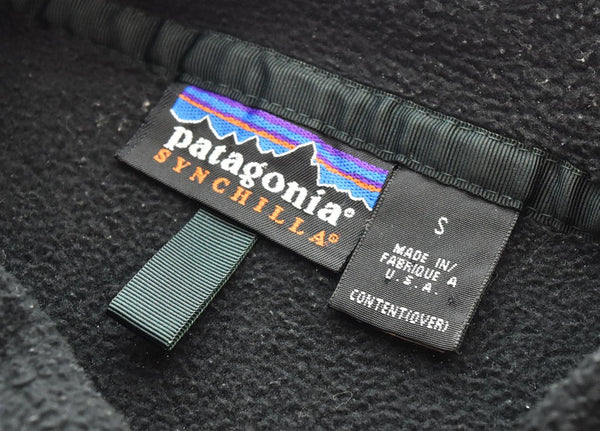 patagonia®
SYNCHILLA®
S
MADE IN/
FABRIQUE A
U.S.A.
CONTENT(OVER)